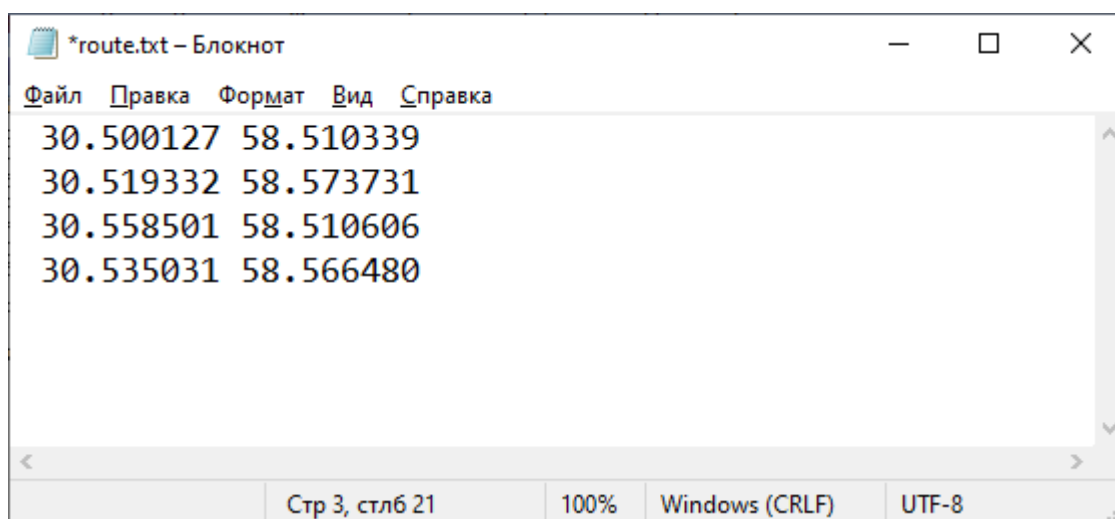 *route.txt – Блокнот
Файл Правка Формат Вид Справка
30.500127 58.510339
30.519332 58.573731
30.558501 58.510606
30.535031 58.566480
Стр 3, стлб 21 100% Windows (CRLF) UTF-8